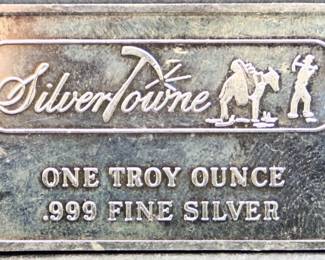 SilverTowne
ONE TROY OUNCE
.999 FINE SILVER